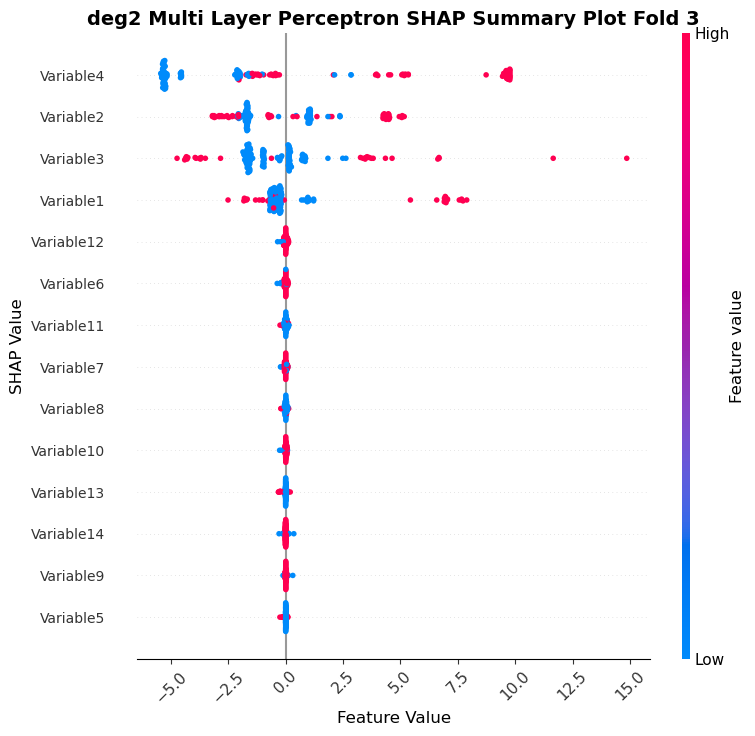 deg2 Multi Layer Perceptron SHAP Summary Plot Fold 3
High
Variable4
Variable2
Variable3
Variable1
Variable12
Variable6
Variable11
Variable7
Variable8
Variable10
Variable13
Variable14
Variable9
Variable5
SHAP Value
Feature value
Low
−5.0 −2.5 0.0 2.5 5.0 7.5 10.0 12.5 15.0
Feature Value